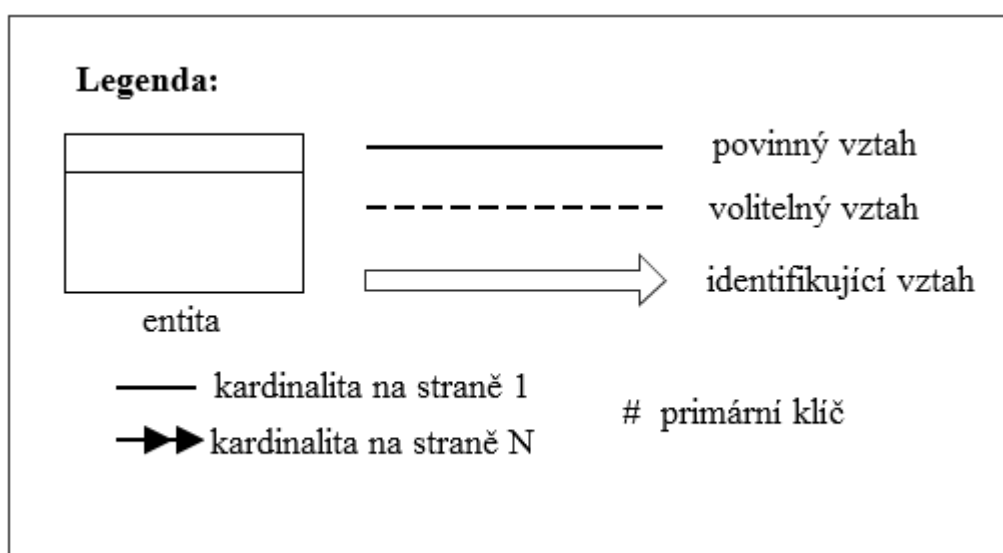 Legenda:
povinný vztah
volitelný vztah
identifikující vztah
entita
kardinalita na straně 1
# primární klíč
kardinalita na straně N